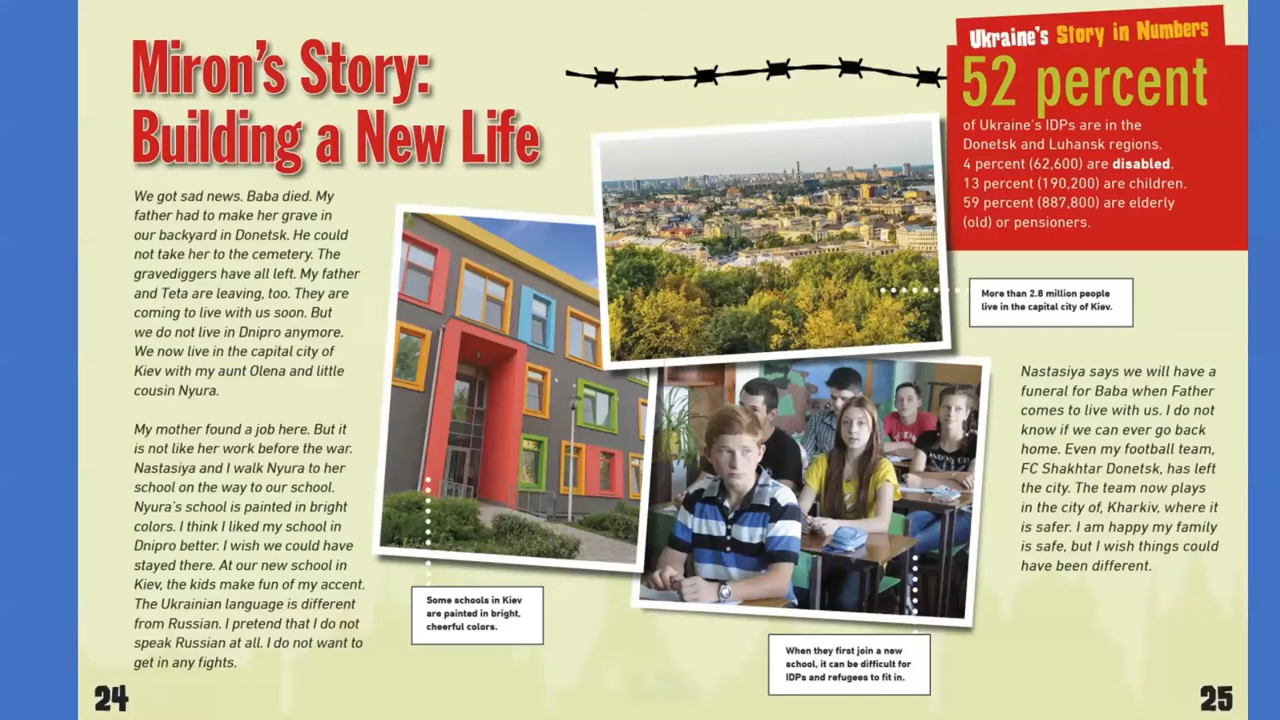 Miron's Story:
Building a New Life
We got sad news. Baba died. My
father had to make her grave in
our backyard in Donetsk. He could
not take her to the cemetery. The
gravediggers have all left. My father
and Teta are leaving, too. They are
coming to live with us soon. But
we do not live in Dnipro anymore.
We now live in the capital city of
Kiev with my aunt Olena and little
cousin Nyura.
My mother found a job here. But it
is not like her work before the war.
Nastasiya and I walk Nyura to her
school on the way to our school.
Nyura's school is painted in bright
colors. I think I liked my school in
Dnipro better. I wish we could have
stayed there. At our new school in
Kiev, the kids make fun of my accent.
The Ukrainian language is different
from Russian. I pretend that I do not
speak Russian at all. I do not want to
get in any fights.
24
Some schools in Kiev
are painted in bright,
cheerful colors.
Ukraine's Story in Numbers
52 percent
of Ukraine's IDPs are in the
Donetsk and Luhansk regions.
4 percent (62,600) are disabled.
13 percent (190,200) are children.
59 percent (887,800) are elderly
(old) or pensioners.
More than 2.8 million people
live in the capital city of Kiev.
When they first join a new
school, it can be difficult for
IDPs and refugees to fit in.
Nastasiya says we will have a
funeral for Baba when Father
comes to live with us. I do not
know if we can ever go back
home. Even my football team,
FC Shakhtar Donetsk, has left
the city. The team now plays
in the city of, Kharkiv, where it
is safer. I am happy my family
is safe, but I wish things could
have been different.
25